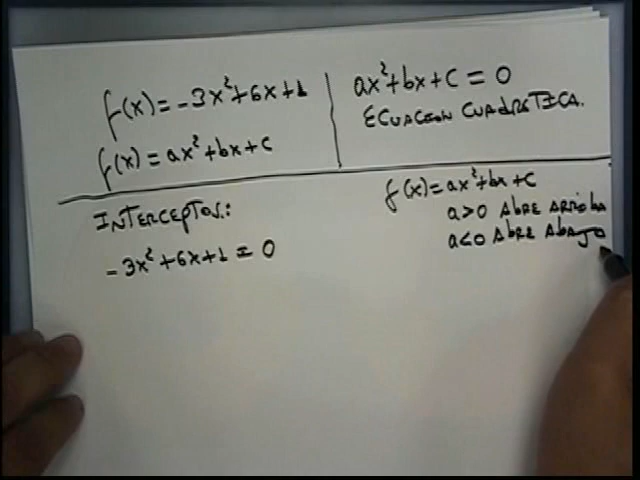 f(x) = -3x²+6x+1
f(x) = ax²+bx+c
ax²+bx+c = 0
ECUACION CUADRATICA.
INTERCEPTOS:
-3x²+6x+1 = 0
f(x) = ax²+bx+c
a>0 ABRE ARRIBA
a<0 ABRE ABAJO